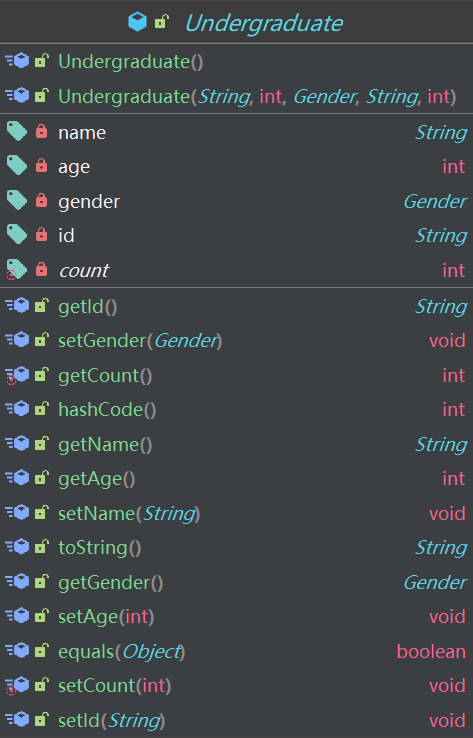 Undergraduate
Undergraduate()
Undergraduate(String, int, Gender, String, int)
name String
age int
gender Gender
id String
count int
getId() String
setGender(Gender) void
getCount() int
hashCode() int
getName() String
getAge() int
setName(String) void
toString() String
getGender() Gender
setAge(int) void
equals(Object) boolean
setCount(int) void
setId(String) void